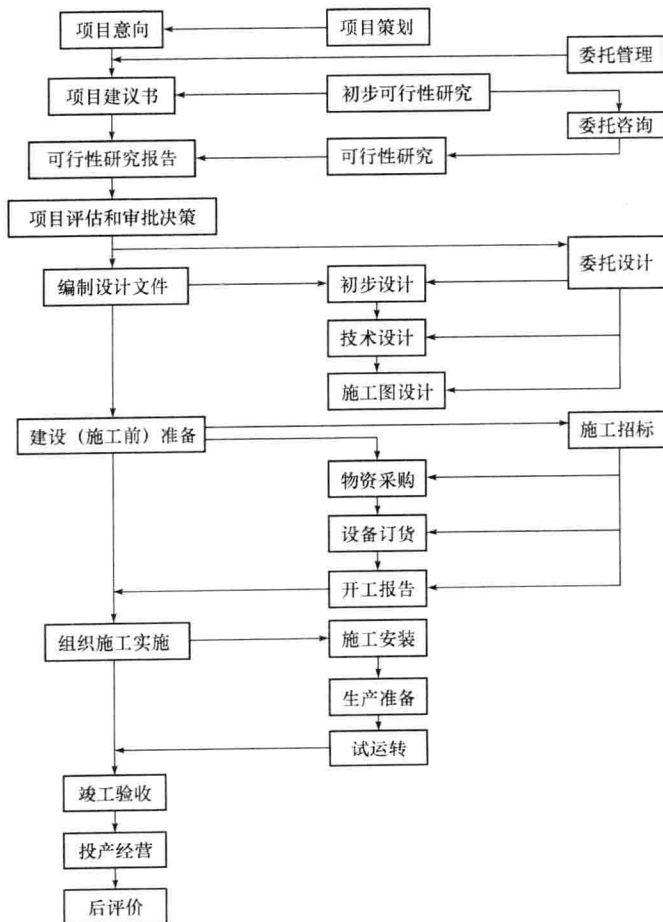 项目意向
项目策划
委托管理
项目建议书
初步可行性研究
委托咨询
可行性研究报告
可行性研究
项目评估和审批决策
委托设计
编制设计文件
初步设计
技术设计
施工图设计
建设（施工前）准备
施工招标
物资采购
设备订货
开工报告
组织施工实施
施工安装
生产准备
试运转
竣工验收
投产经营
后评价